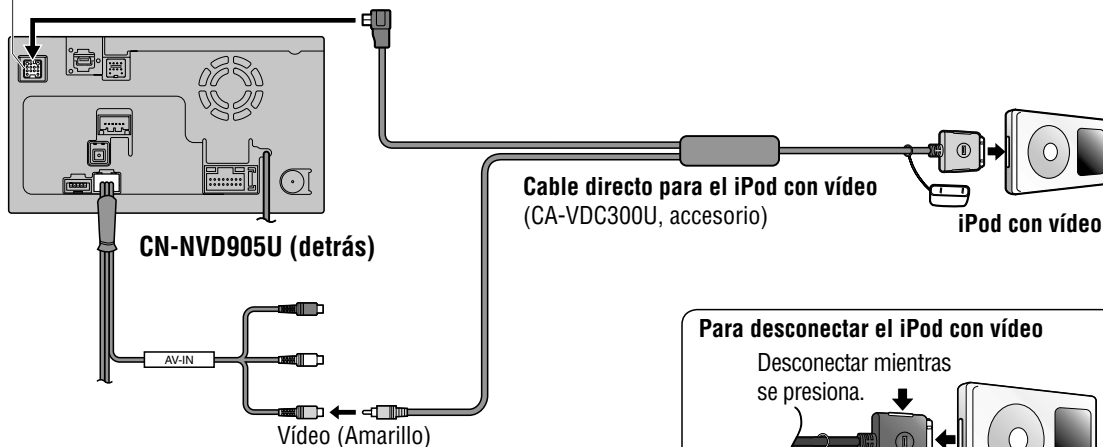 Cable directo para el iPod con vídeo
(CA-VDC300U, accesorio)
iPod con vídeo
CN-NVD905U (detrás)
AV-IN
Vídeo (Amarillo)
Para desconectar el iPod con vídeo
Desconectar mientras
se presiona.